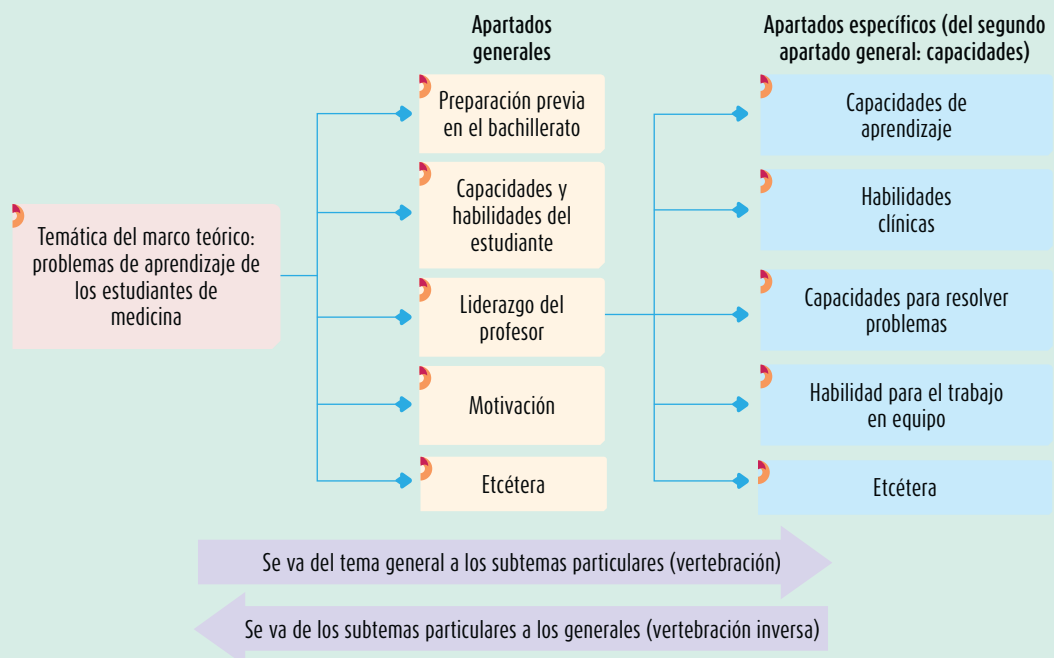 Apartados
generales
Apartados específicos (del segundo
apartado general: capacidades)
Temática del marco teórico:
problemas de aprendizaje de
los estudiantes de
medicina
Preparación previa
en el bachillerato
Capacidades y
habilidades del
estudiante
Liderazgo del
profesor
Motivación
Etcétera
Capacidades de
aprendizaje
Habilidades
clínicas
Capacidades para resolver
problemas
Habilidad para el trabajo
en equipo
Etcétera
Se va del tema general a los subtemas particulares (vertebración)
Se va de los subtemas particulares a los generales (vertebración inversa)